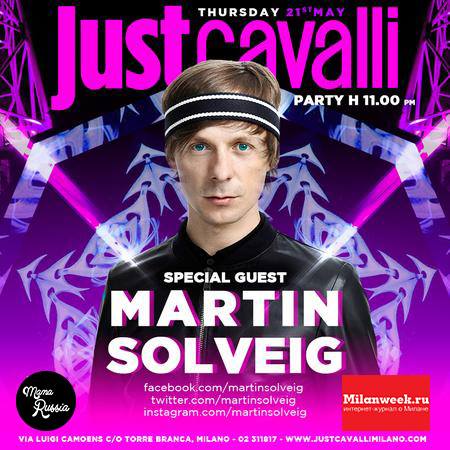 THURSDAY 21ST MAY
Just cavalli
PARTY H 11.00 PM
SPECIAL GUEST
MARTIN
SOLVEIG
facebook.com/martinsolveig
twitter.com/martinsolveig
instagram.com/martinsolveig
Mama
Russia
Milanweek.ru
интернет-журнал о Милане
VIA LUIGI CAMOENS C/O TORRE BRANCA, MILANO - 02 311817 - WWW.JUSTCAVALLIMILANO.COM